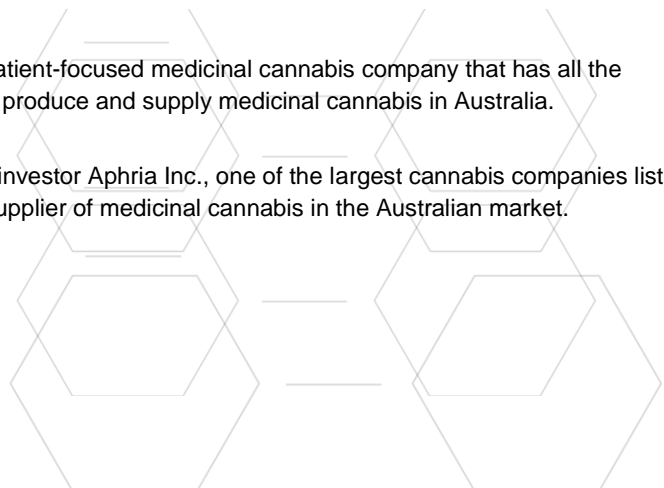 atient-focused medicinal cannabis company that has all the
produce and supply medicinal cannabis in Australia.
investor Aphria Inc., one of the largest cannabis companies list
upplier of medicinal cannabis in the Australian market.